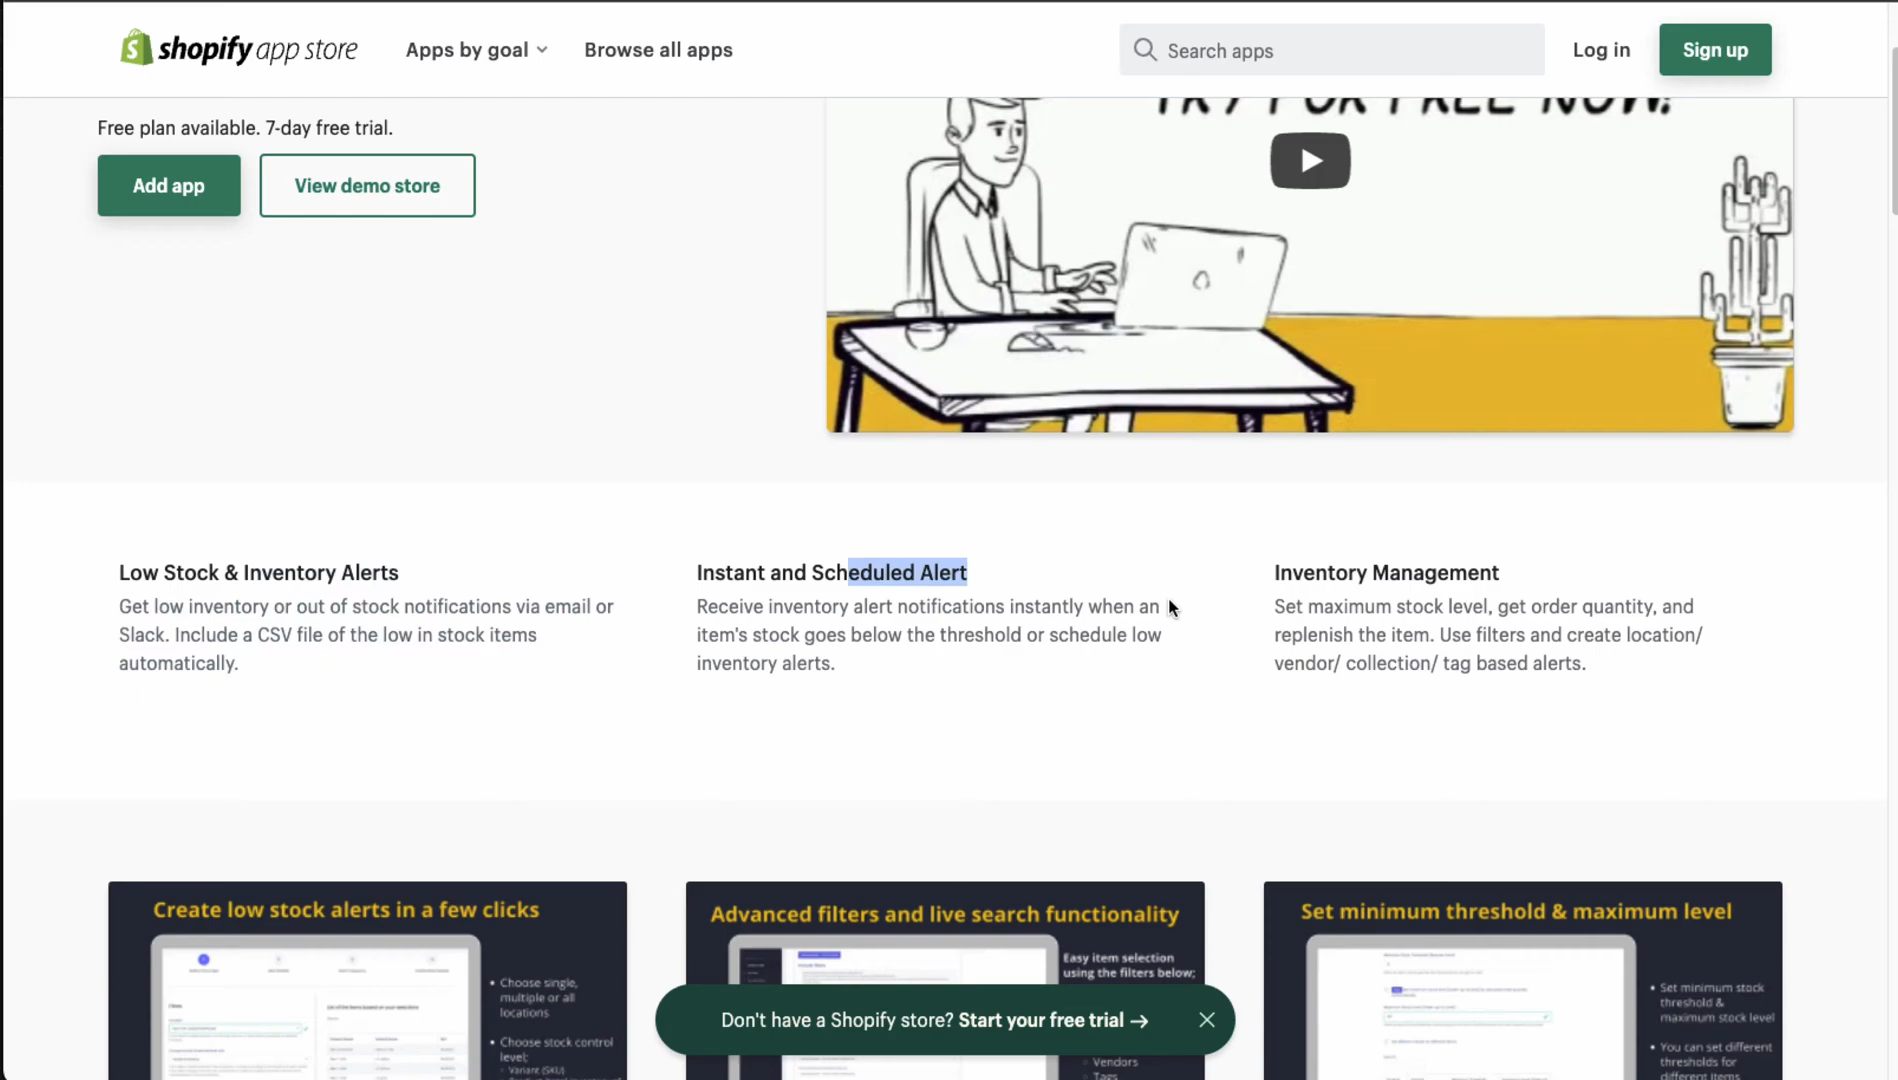 shopify app store
Apps by goal
Browse all apps
Search apps
Log in
Sign up
Free plan available. 7-day free trial.
Add app
View demo store
TRY FOR FREE NOW!
Low Stock & Inventory Alerts
Get low inventory or out of stock notifications via email or
Slack. Include a CSV file of the low in stock items
automatically.
Instant and Scheduled Alert
Receive inventory alert notifications instantly when an
item's stock goes below the threshold or schedule low
inventory alerts.
Inventory Management
Set maximum stock level, get order quantity, and
replenish the item. Use filters and create location/
vendor/ collection/ tag based alerts.
Create low stock alerts in a few clicks
• Choose single,
multiple or all
locations
• Choose stock control
level;
Variant (SKU)
Advanced filters and live search functionality
Easy item selection
using the filters below;
Vendors
Tags
Set minimum threshold & maximum level
• Set minimum stock
threshold &
maximum stock level
• You can set different
thresholds for
different items
Don't have a Shopify store? Start your free trial →